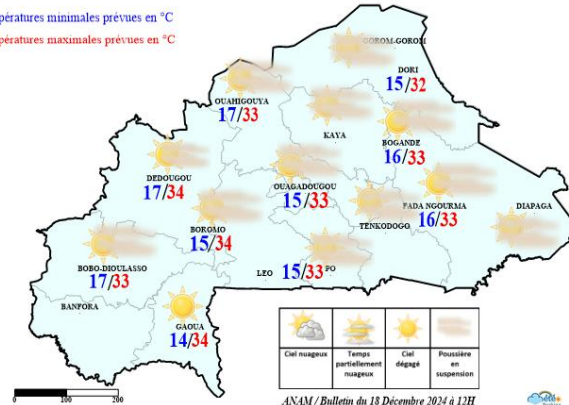 pératures minimales prévues en °C
pératures maximales prévues en °C
GOROM-GOROM
DORI
15/32
OUAHIGOUYA
17/33
KAYA
BOGANDE
16/33
DEDOUGOU
17/34
OUAGADOUGOU
15/33
FADA NGOURMA
16/33
DIAPAGA
TENKODOGO
BOROMO
15/34
BOBO-DIOULASSO
17/33
LEO
15/33
PO
BANFORA
GAOUA
14/34
Ciel nuageux
Temps partiellement nuageux
Ciel dégagé
Poussière en suspension
0 100 200
ANAM / Bulletin du 18 Décembre 2024 à 12H